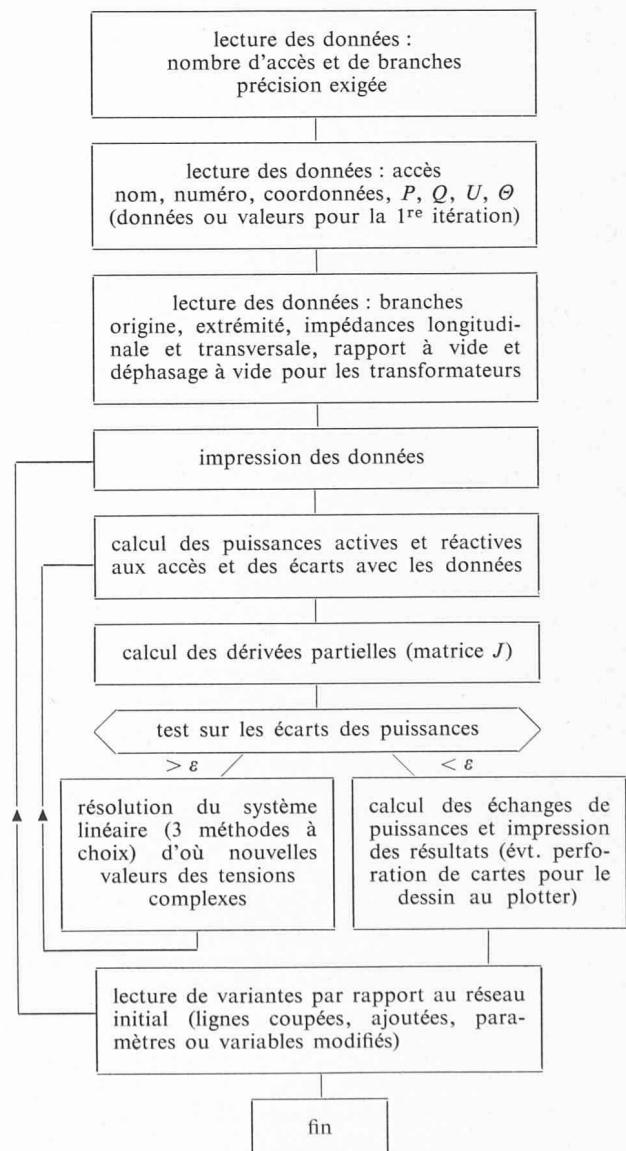 lecture des données :
nombre d'accès et de branches
précision exigée
lecture des données : accès
nom, numéro, coordonnées, P, Q, U, Θ
(données ou valeurs pour la 1re itération)
lecture des données : branches
origine, extrémité, impédances longitudi-
nale et transversale, rapport à vide et
déphasage à vide pour les transformateurs
impression des données
calcul des puissances actives et réactives
aux accès et des écarts avec les données
calcul des dérivées partielles (matrice J)
test sur les écarts des puissances
> ε
< ε
résolution du système
linéaire (3 méthodes à
choix) d'où nouvelles
valeurs des tensions
complexes
calcul des échanges de
puissances et impression
des résultats (évt. perfo-
ration de cartes pour le
dessin au plotter)
lecture de variantes par rapport au réseau
initial (lignes coupées, ajoutées, para-
mètres ou variables modifiés)
fin